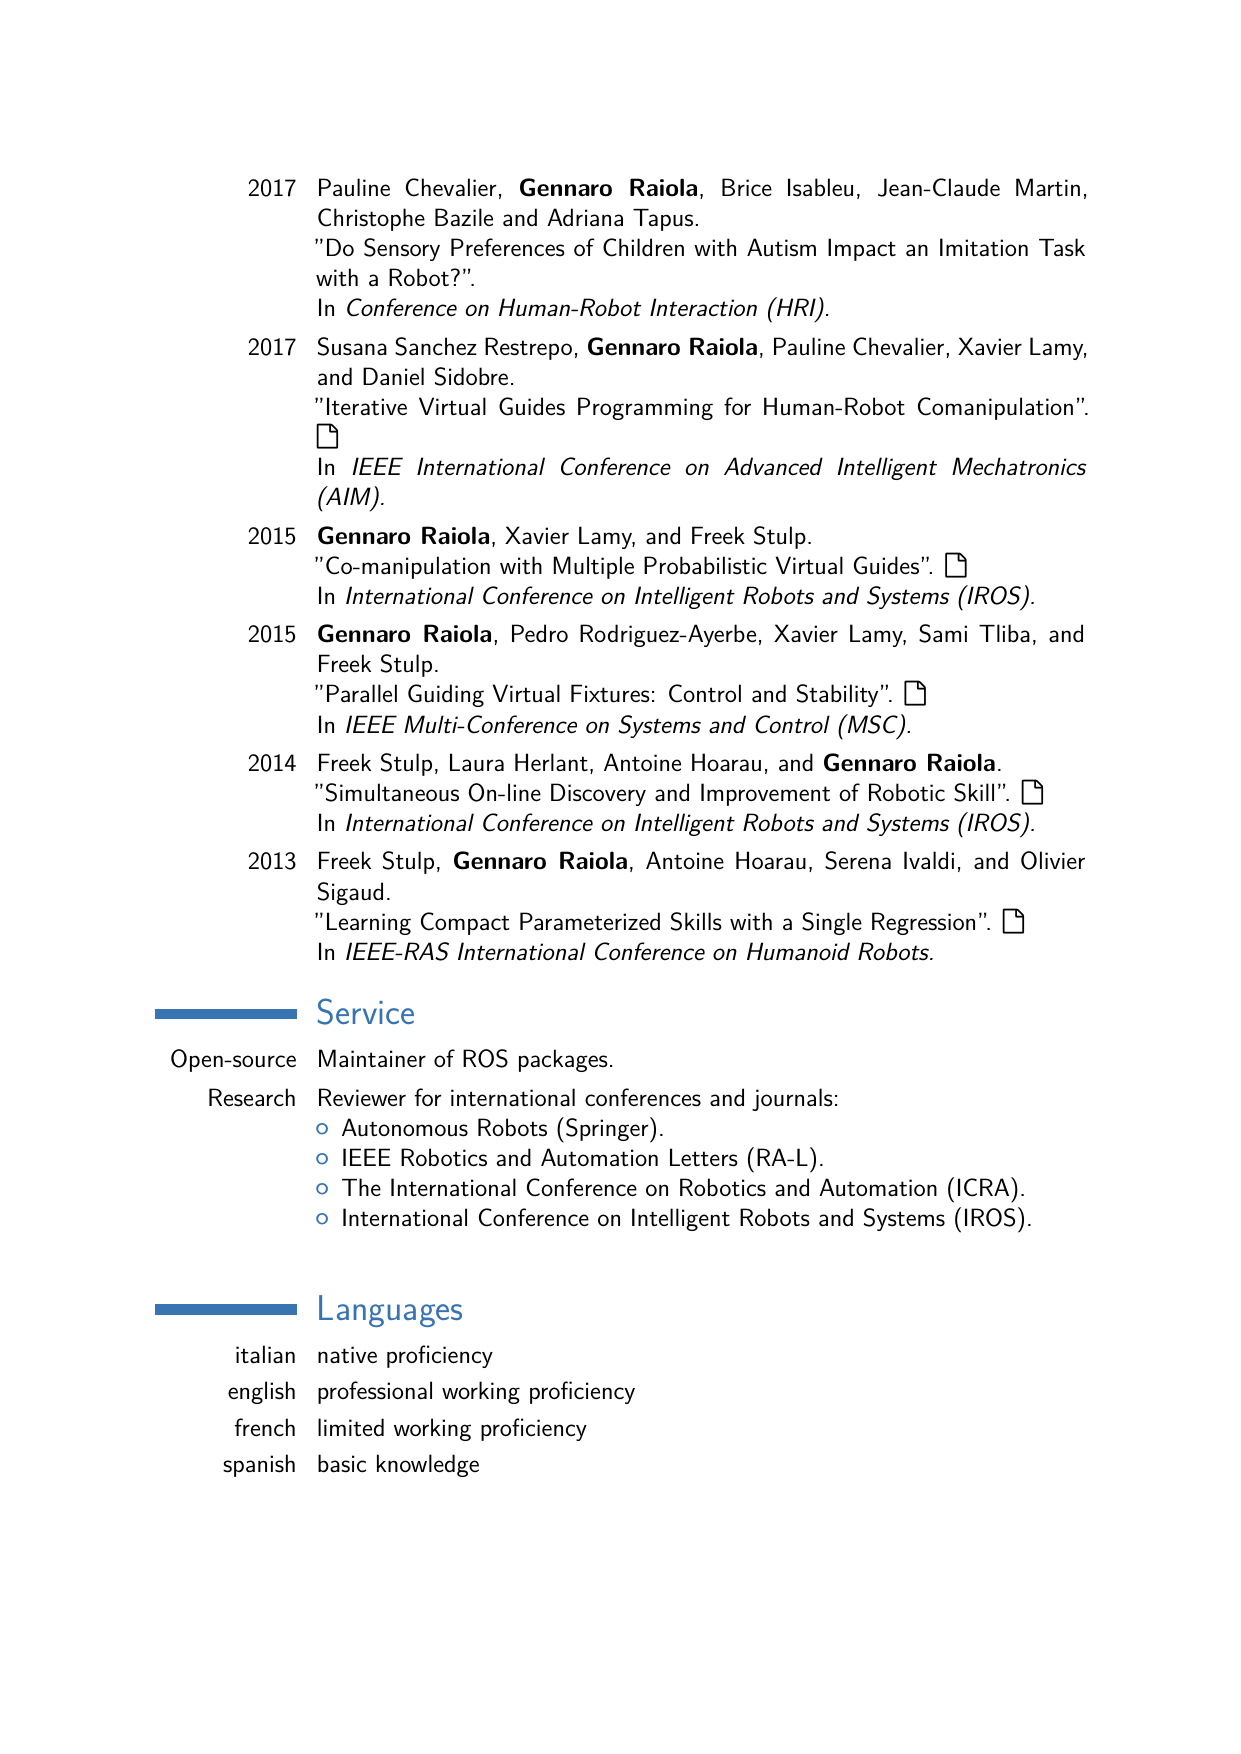 2017 Pauline Chevalier, Gennaro Raiola, Brice Isableu, Jean-Claude Martin,
Christophe Bazile and Adriana Tapus.
”Do Sensory Preferences of Children with Autism Impact an Imitation Task
with a Robot?”.
In Conference on Human-Robot Interaction (HRI).
2017 Susana Sanchez Restrepo, Gennaro Raiola, Pauline Chevalier, Xavier Lamy,
and Daniel Sidobre.
”Iterative Virtual Guides Programming for Human-Robot Comanipulation”.
In IEEE International Conference on Advanced Intelligent Mechatronics
(AIM).
2015 Gennaro Raiola, Xavier Lamy, and Freek Stulp.
”Co-manipulation with Multiple Probabilistic Virtual Guides”.
In International Conference on Intelligent Robots and Systems (IROS).
2015 Gennaro Raiola, Pedro Rodriguez-Ayerbe, Xavier Lamy, Sami Tliba, and
Freek Stulp.
”Parallel Guiding Virtual Fixtures: Control and Stability”.
In IEEE Multi-Conference on Systems and Control (MSC).
2014 Freek Stulp, Laura Herlant, Antoine Hoarau, and Gennaro Raiola.
”Simultaneous On-line Discovery and Improvement of Robotic Skill”.
In International Conference on Intelligent Robots and Systems (IROS).
2013 Freek Stulp, Gennaro Raiola, Antoine Hoarau, Serena Ivaldi, and Olivier
Sigaud.
”Learning Compact Parameterized Skills with a Single Regression”.
In IEEE-RAS International Conference on Humanoid Robots.
Service
Open-source Maintainer of ROS packages.
Research Reviewer for international conferences and journals:
Autonomous Robots (Springer).
IEEE Robotics and Automation Letters (RA-L).
The International Conference on Robotics and Automation (ICRA).
International Conference on Intelligent Robots and Systems (IROS).
Languages
italian native proficiency
english professional working proficiency
french limited working proficiency
spanish basic knowledge